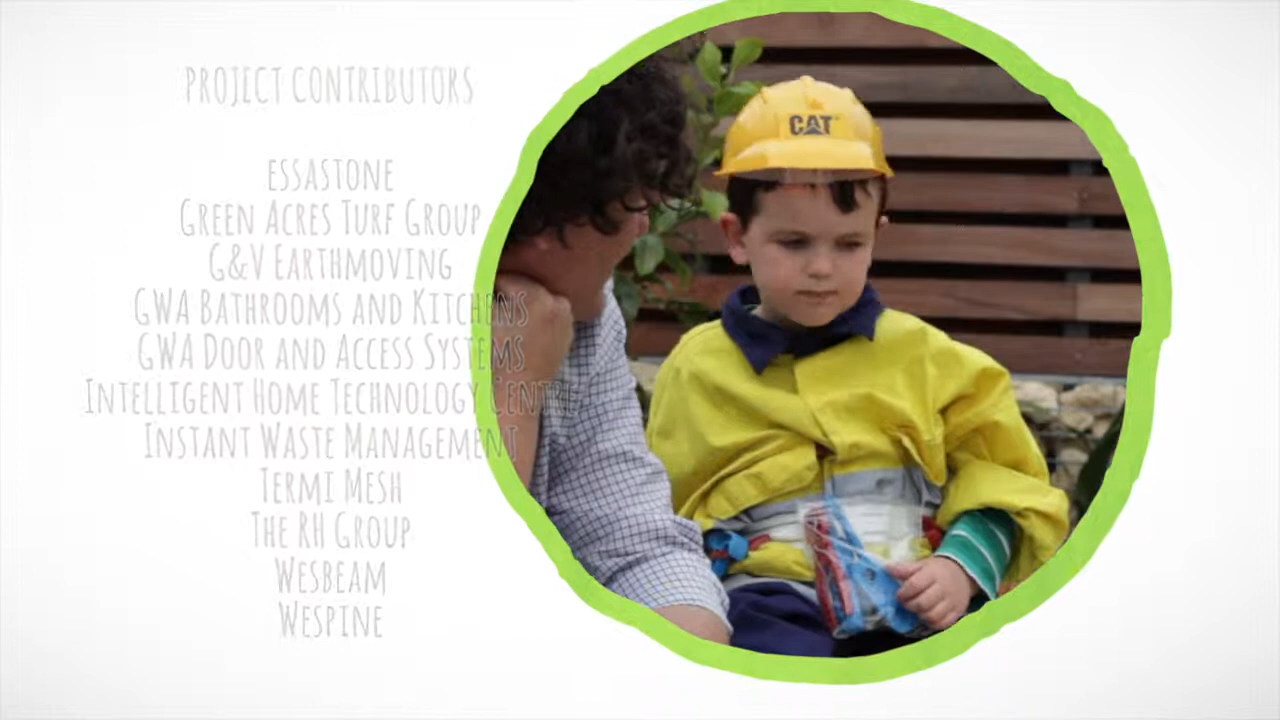 PROJECT CONTRIBUTORS
ESSASTONE
GREEN ACRES TURF GROUP
G&V EARTHMOVING
GWA BATHROOMS AND KITCHENS
GWA DOOR AND ACCESS SYSTEMS
INTELLIGENT HOME TECHNOLOGY CENTRE
INSTANT WASTE MANAGEMENT
TERMI MESH
THE RH GROUP
WESBEAM
WESPINE
CAT